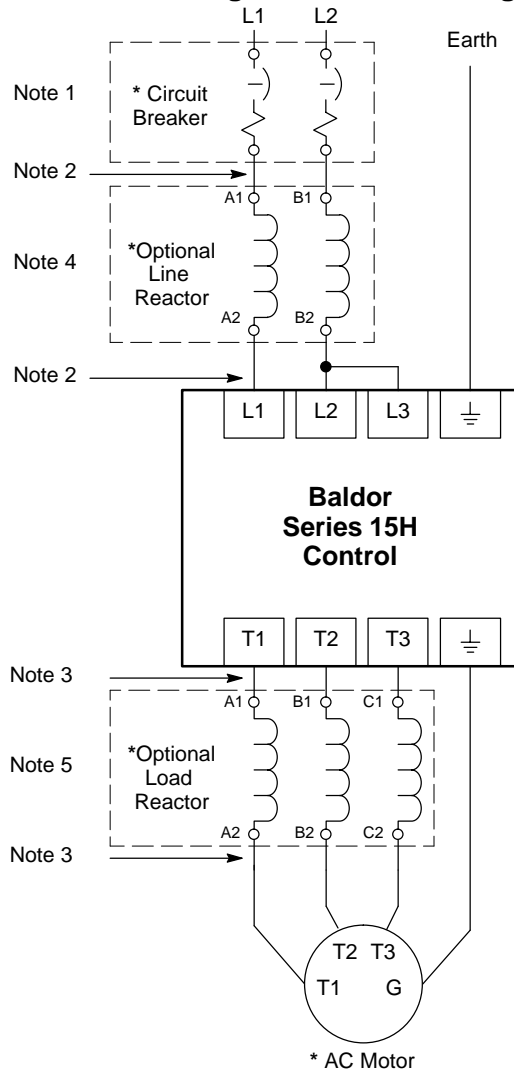 L1 L2
Earth
Note 1
* Circuit
Breaker
Note 2
A1 B1
Note 4
*Optional
Line
Reactor
A2 B2
Note 2
L1 L2 L3
Baldor
Series 15H
Control
T1 T2 T3
Note 3
A1 B1 C1
Note 5
*Optional
Load
Reactor
A2 B2 C2
Note 3
T2 T3
T1 G
* AC Motor